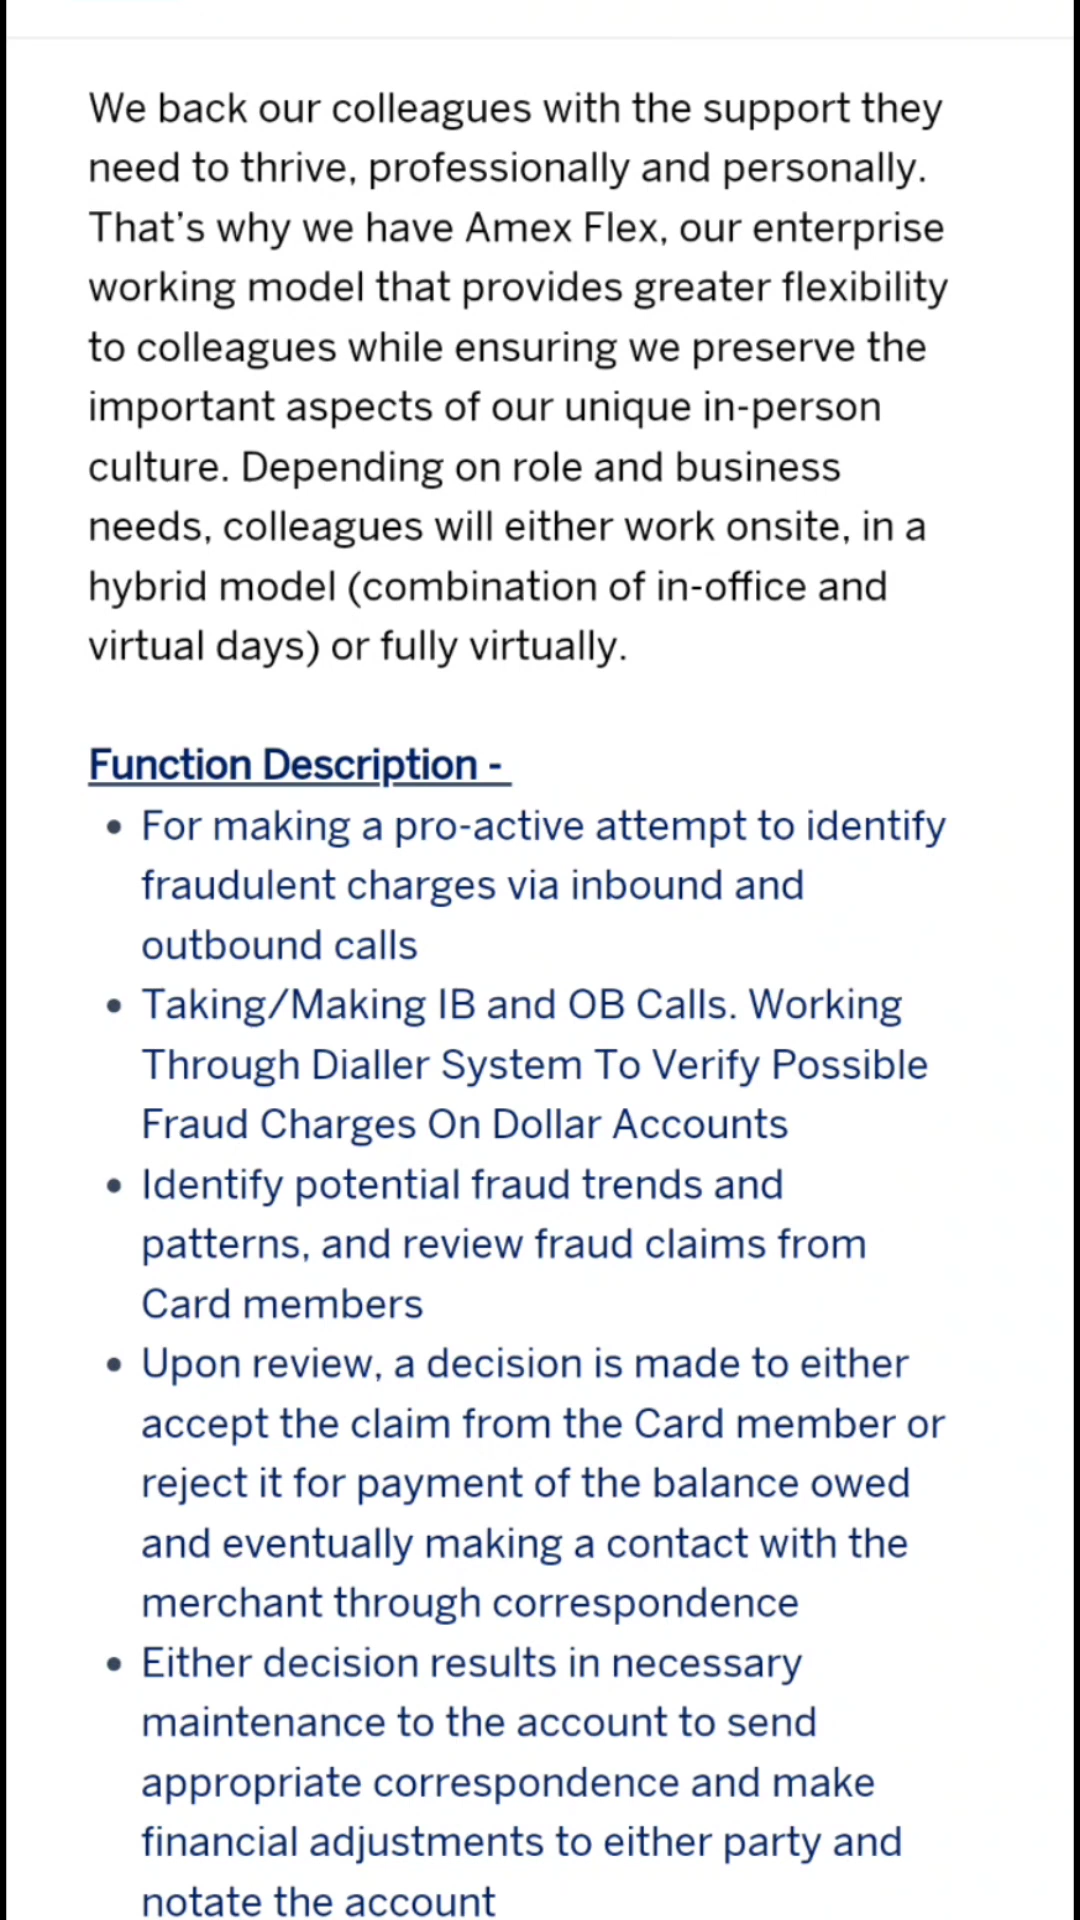 We back our colleagues with the support they
need to thrive, professionally and personally.
That’s why we have Amex Flex, our enterprise
working model that provides greater flexibility
to colleagues while ensuring we preserve the
important aspects of our unique in-person
culture. Depending on role and business
needs, colleagues will either work onsite, in a
hybrid model (combination of in-office and
virtual days) or fully virtually.
Function Description -
• For making a pro-active attempt to identify
fraudulent charges via inbound and
outbound calls
• Taking/Making IB and OB Calls. Working
Through Dialler System To Verify Possible
Fraud Charges On Dollar Accounts
• Identify potential fraud trends and
patterns, and review fraud claims from
Card members
• Upon review, a decision is made to either
accept the claim from the Card member or
reject it for payment of the balance owed
and eventually making a contact with the
merchant through correspondence
• Either decision results in necessary
maintenance to the account to send
appropriate correspondence and make
financial adjustments to either party and
notate the account